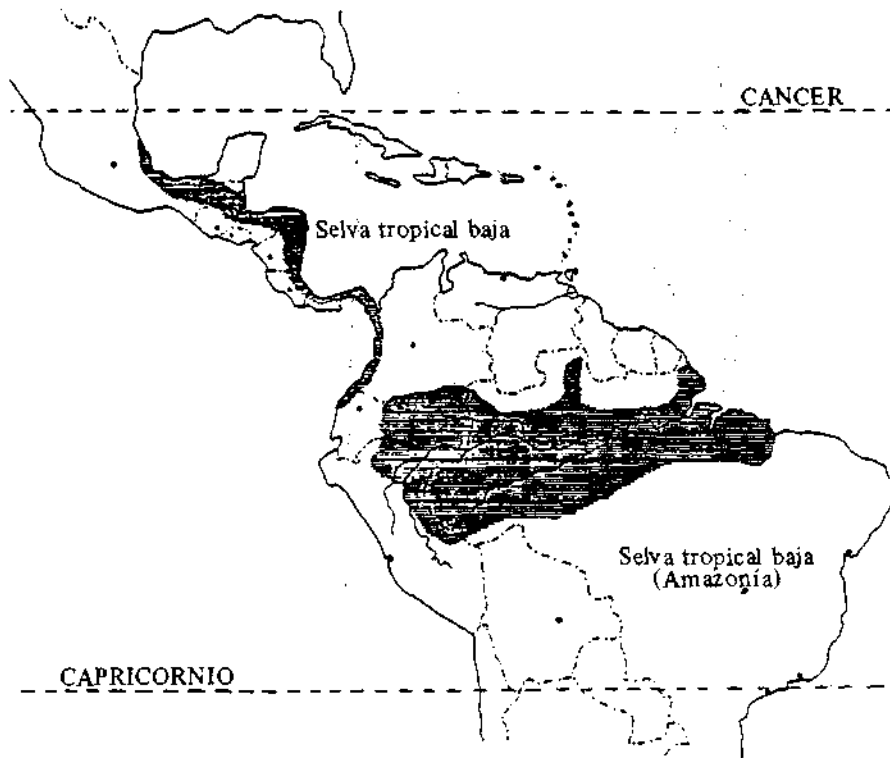 CANCER
Selva tropical baja
Selva tropical baja
(Amazonía)
CAPRICORNIO